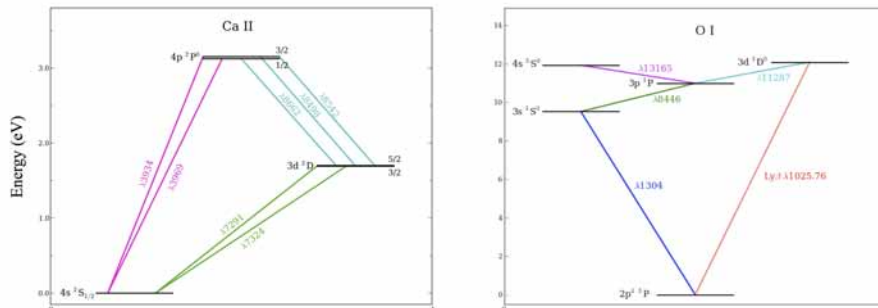 Ca II
Energy (eV)
3.0
2.0
1.0
0.0
4p ²P⁰
3/2
1/2
λ8662
λ8498
λ8542
λ3934
λ3969
3d ²D
5/2
3/2
λ7291
λ7324
4s ²S₁/₂
O I
14
12
10
8
6
4
2
0
4s ³S⁰
λ13165
3d ³D⁰
λ11287
3p ³P
3s ³S⁰
λ8446
λ1304
λ1025.76
2p⁴ ³P